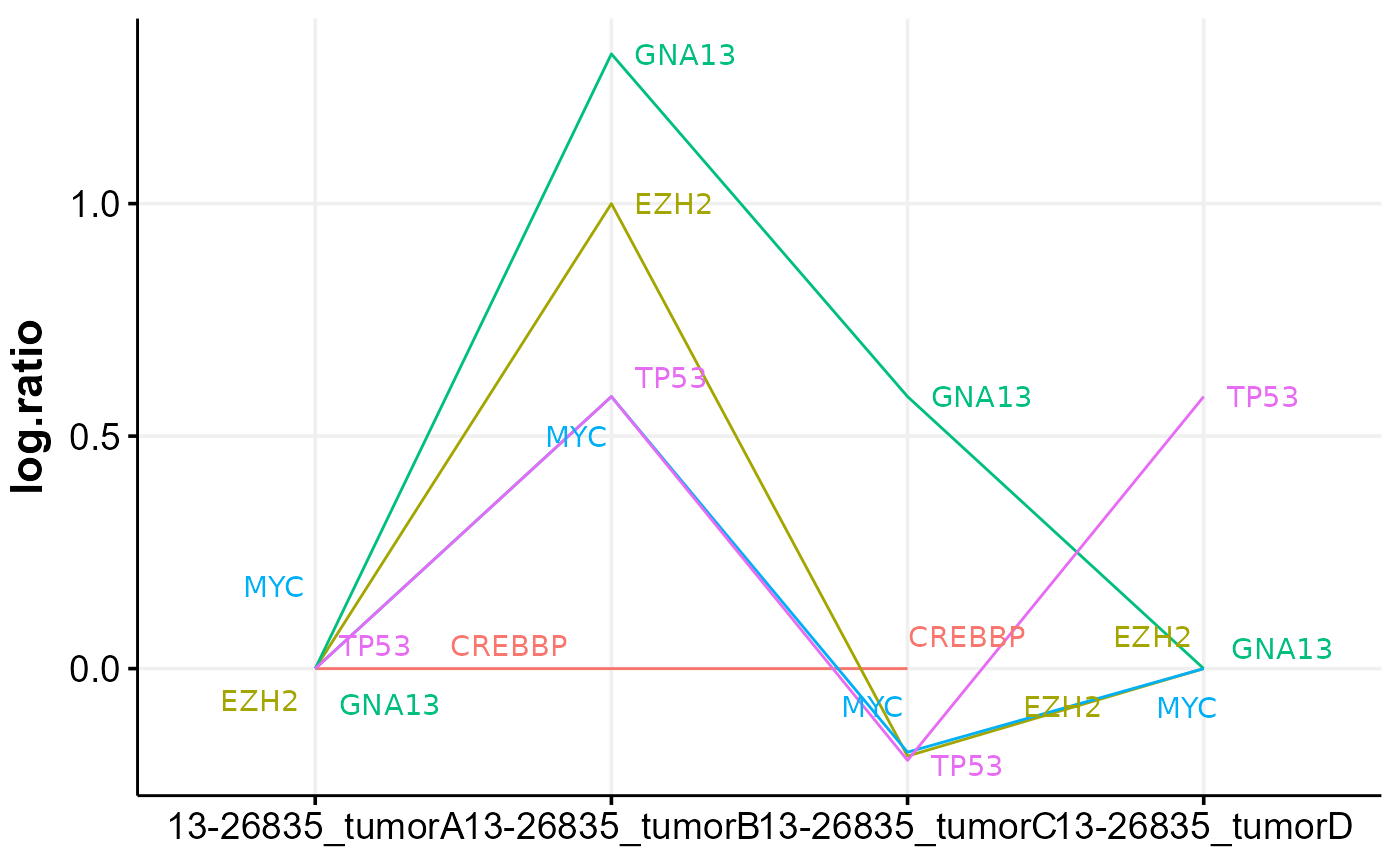 GNA13
1.0
EZH2
TP53
GNA13
TP53
0.5
MYC
MYC
TP53
CREBBP
CREBBP
EZH2
GNA13
0.0
EZH2
GNA13
MYC
EZH2
MYC
TP53
log.ratio
13-26835_tumorA13-26835_tumorB13-26835_tumorC13-26835_tumorD